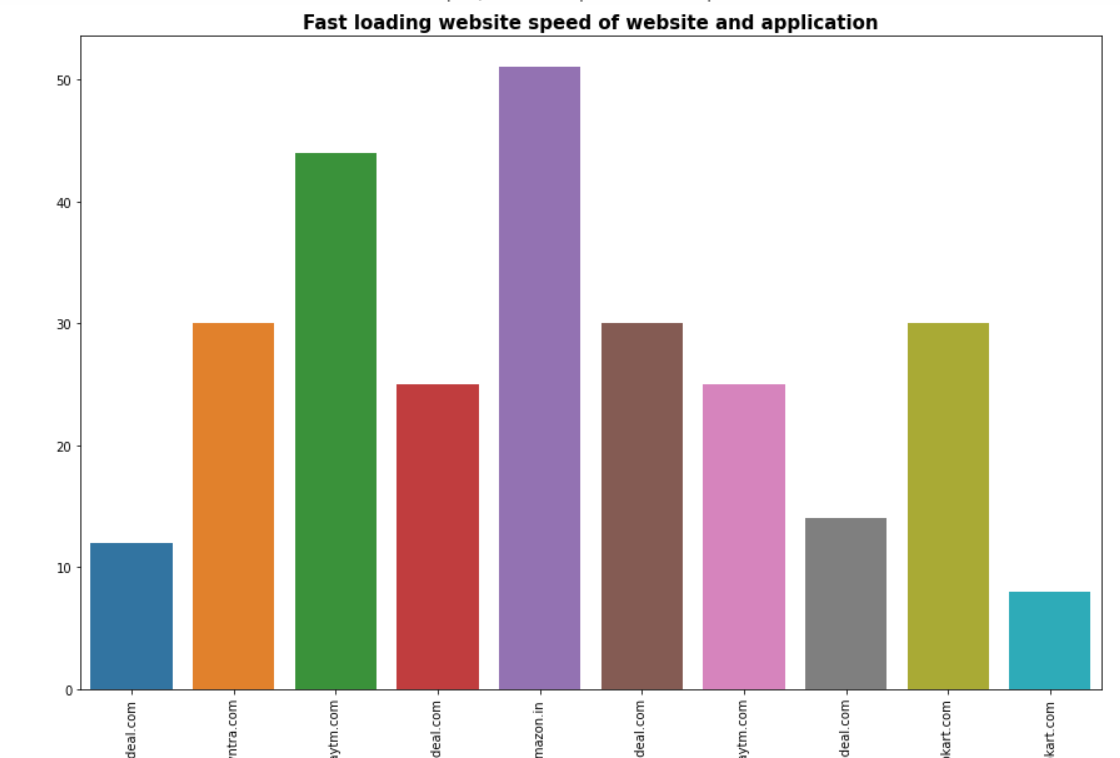 Fast loading website speed of website and application
50
40
30
20
10
0
deal.com
ntra.com
aytm.com
deal.com
mazon.in
deal.com
aytm.com
deal.com
kart.com
kart.com